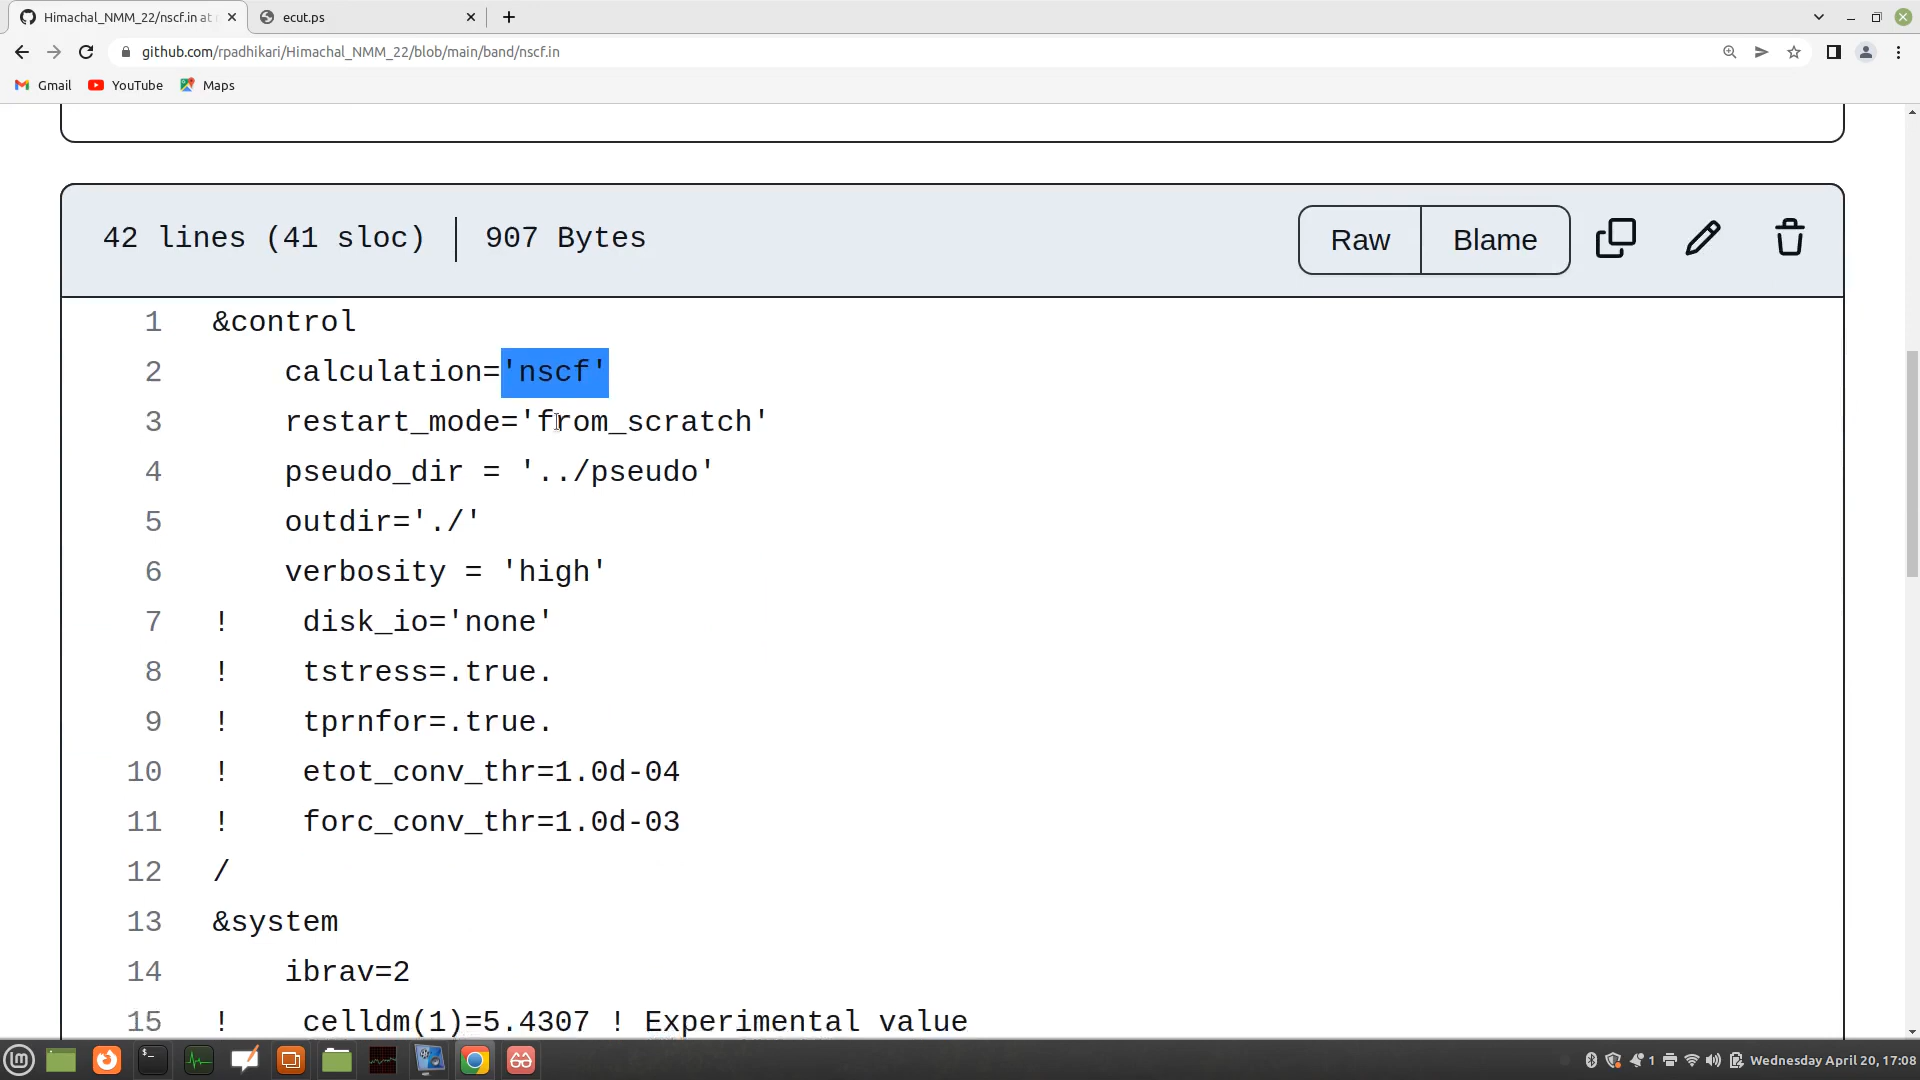 Himachal_NMM_22/nscf.in at
ecut.ps
github.com/rpadhikari/Himachal_NMM_22/blob/main/band/nscf.in
Gmail YouTube Maps
42 lines (41 sloc) 907 Bytes
Raw Blame
1 &control
2 calculation='nscf'
3 restart_mode='from_scratch'
4 pseudo_dir = '../pseudo'
5 outdir='./'
6 verbosity = 'high'
7 ! disk_io='none'
8 ! tstress=.true.
9 ! tprnfor=.true.
10 ! etot_conv_thr=1.0d-04
11 ! forc_conv_thr=1.0d-03
12 /
13 &system
14 ibrav=2
15 ! celldm(1)=5.4307 ! Experimental value
1 Wednesday April 20, 17:08